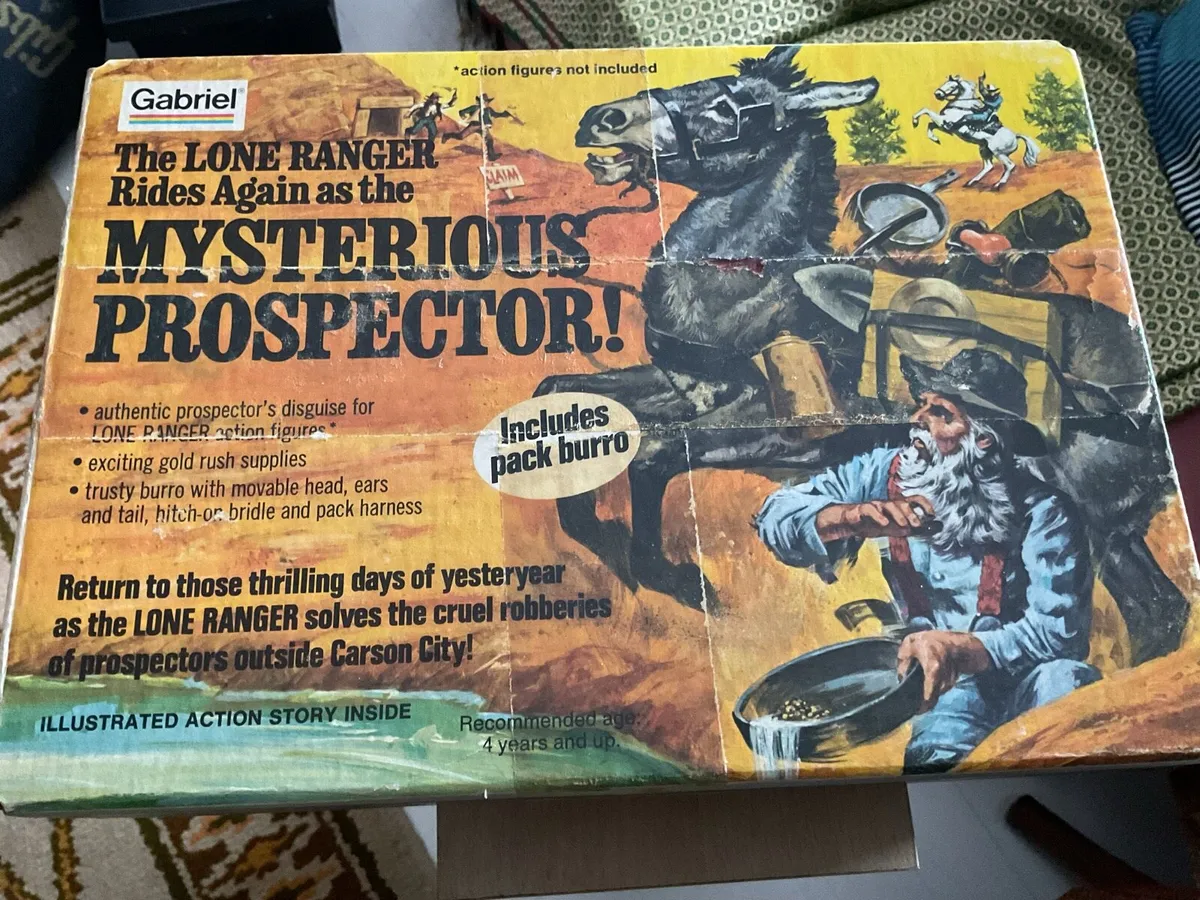 *action figures not included
Gabriel
The LONE RANGER
Rides Again as the
MYSTERIOUS
PROSPECTOR!
CLAIM
• authentic prospector's disguise for
LONE RANGER action figures*
• exciting gold rush supplies
• trusty burro with movable head, ears
and tail, hitch-on bridle and pack harness
Includes
pack burro
Return to those thrilling days of yesteryear
as the LONE RANGER solves the cruel robberies
of prospectors outside Carson City!
ILLUSTRATED ACTION STORY INSIDE
Recommended age:
4 years and up.